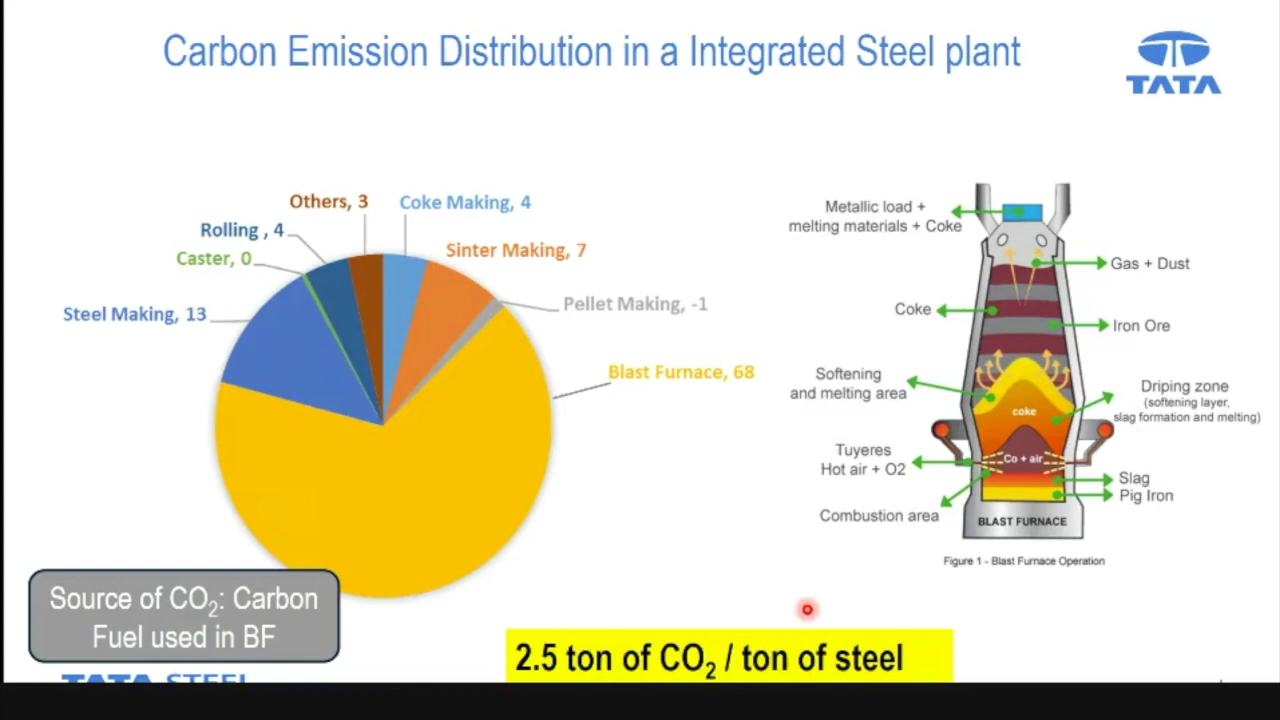 Carbon Emission Distribution in a Integrated Steel plant
TATA
Others, 3
Coke Making, 4
Rolling , 4
Sinter Making, 7
Caster, 0
Pellet Making, -1
Steel Making, 13
Blast Furnace, 68
Metallic load +
melting materials + Coke
Gas + Dust
Coke
Iron Ore
Softening
and melting area
Driping zone
(softening layer,
slag formation and melting)
coke
Tuyeres
Hot air + O2
Co + air
Slag
Pig Iron
Combustion area
BLAST FURNACE
Figure 1 - Blast Furnace Operation
Source of CO₂: Carbon
Fuel used in BF
2.5 ton of CO₂ / ton of steel
TATA STEEL